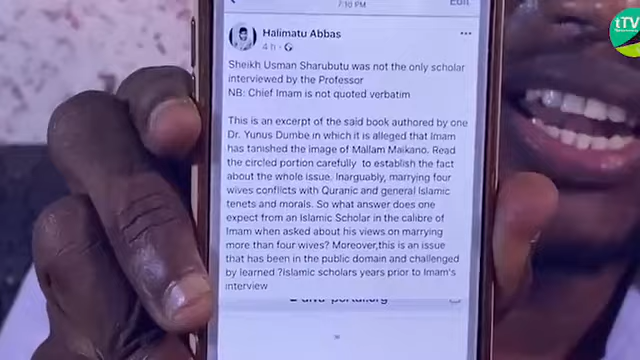 7:10 PM
Edit
tTV
Halimatu Abbas
4 h
Sheikh Usman Sharubutu was not the only scholar
interviewed by the Professor
NB: Chief Imam is not quoted verbatim
This is an excerpt of the said book authored by one
Dr. Yunus Dumbe in which it is alleged that Imam
has tarnished the image of Mallam Maikano. Read
the circled portion carefully to establish the fact
about the whole issue. Inarguably, marrying four
wives conflicts with Quranic and general Islamic
tenets and morals. So what answer does one
expect from an Islamic Scholar in the calibre of
Imam when asked about his views on marrying
more than four wives? Moreover,this is an issue
that has been in the public domain and challenged
by learned ?islamic scholars years prior to Imam's
interview